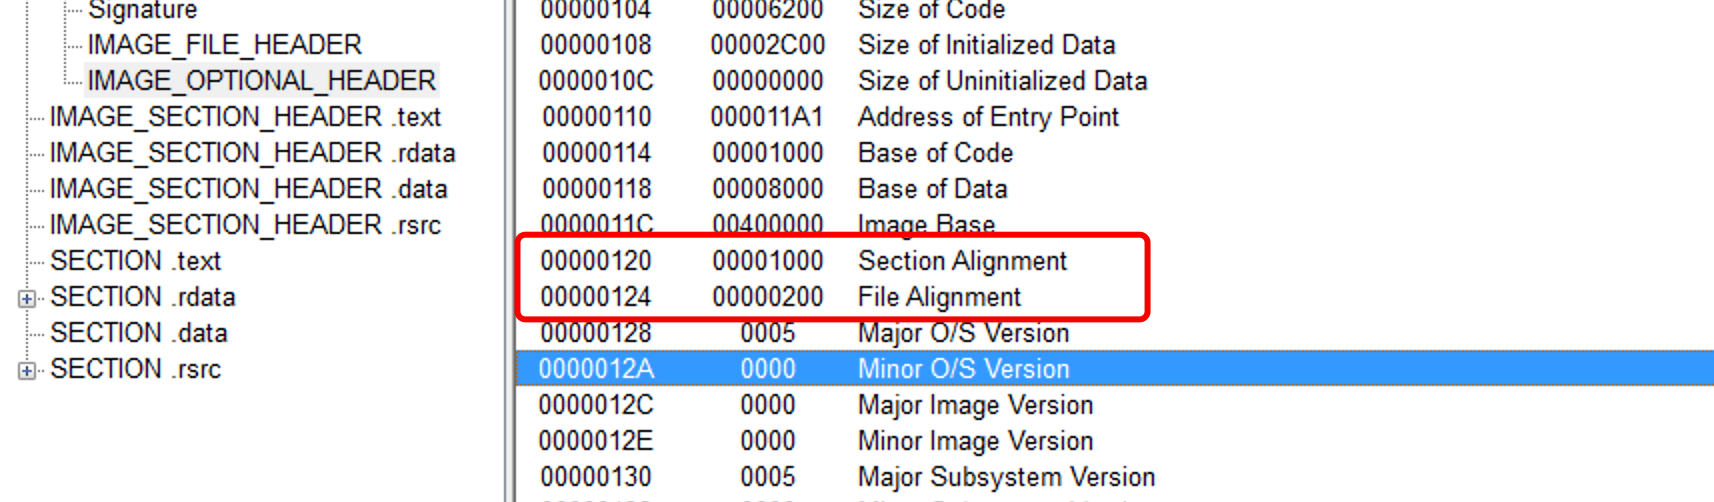 Signature
IMAGE_FILE_HEADER
IMAGE_OPTIONAL_HEADER
IMAGE_SECTION_HEADER .text
IMAGE_SECTION_HEADER .rdata
IMAGE_SECTION_HEADER .data
IMAGE_SECTION_HEADER .rsrc
SECTION .text
SECTION .rdata
SECTION .data
SECTION .rsrc
00000104 00006200 Size of Code
00000108 00002C00 Size of Initialized Data
0000010C 00000000 Size of Uninitialized Data
00000110 000011A1 Address of Entry Point
00000114 00001000 Base of Code
00000118 00008000 Base of Data
0000011C 00400000 Image Base
00000120 00001000 Section Alignment
00000124 00000200 File Alignment
00000128 0005 Major O/S Version
0000012A 0000 Minor O/S Version
0000012C 0000 Major Image Version
0000012E 0000 Minor Image Version
00000130 0005 Major Subsystem Version